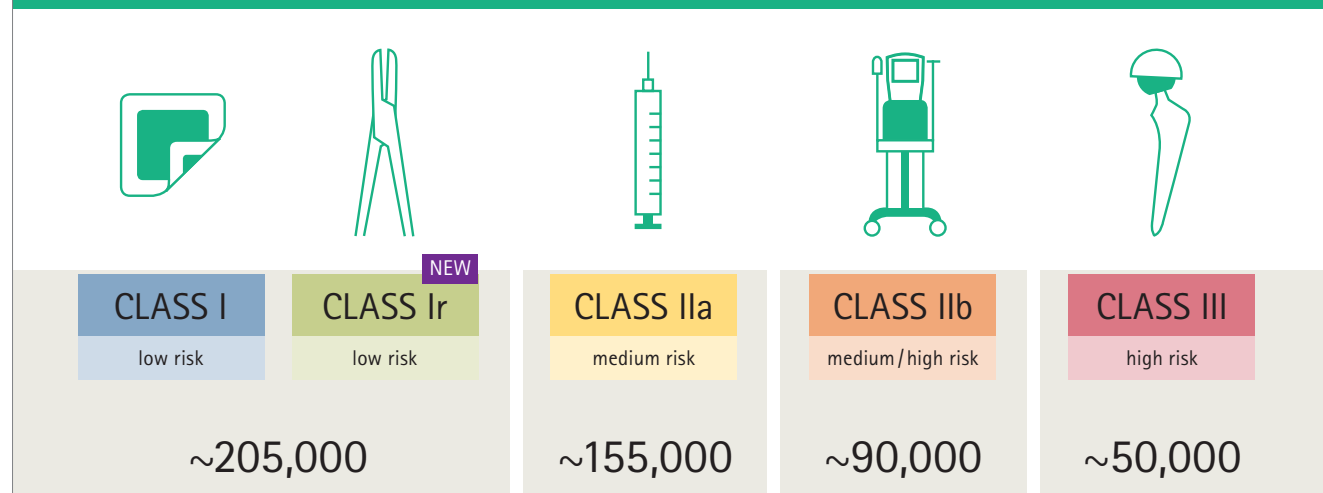 NEW
CLASS I
low risk
CLASS Ir
low risk
CLASS IIa
medium risk
CLASS IIb
medium/high risk
CLASS III
high risk
~205,000
~155,000
~90,000
~50,000